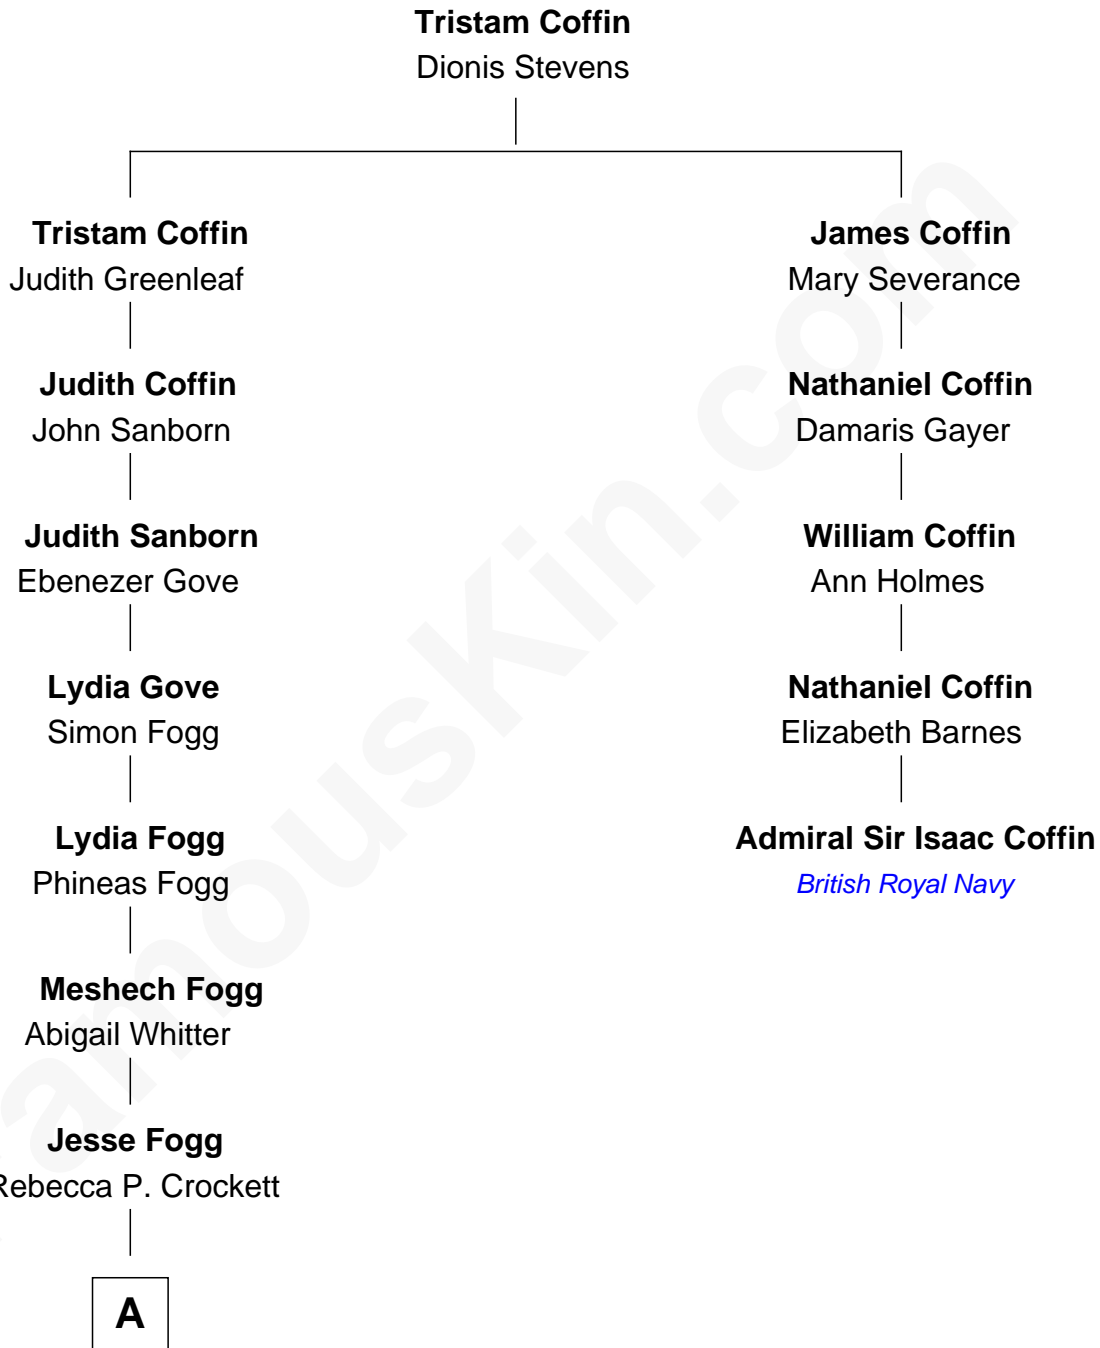 Tristam Coffin
Dionis Stevens
Tristam Coffin
Judith Greenleaf
James Coffin
Mary Severance
Judith Coffin
John Sanborn
Nathaniel Coffin
Damaris Gayer
Judith Sanborn
Ebenezer Gove
William Coffin
Ann Holmes
Lydia Gove
Simon Fogg
Nathaniel Coffin
Elizabeth Barnes
Lydia Fogg
Phineas Fogg
Admiral Sir Isaac Coffin
British Royal Navy
Meshech Fogg
Abigail Whitter
Jesse Fogg
Rebecca P. Crockett
A
amouskin.com